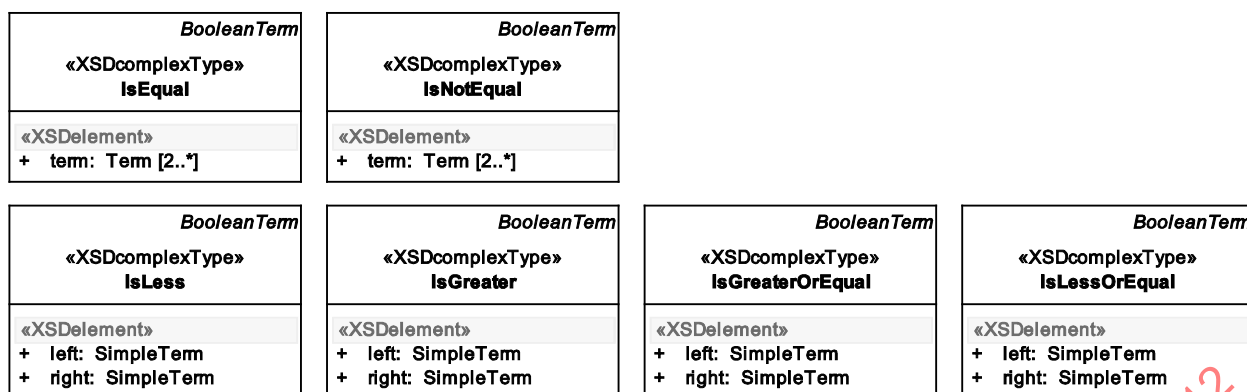 BooleanTerm
«XSDcomplexType»
IsEqual
«XSDelement»
+ term: Term [2..*]
BooleanTerm
«XSDcomplexType»
IsNotEqual
«XSDelement»
+ term: Term [2..*]
BooleanTerm
«XSDcomplexType»
IsLess
«XSDelement»
+ left: SimpleTerm
+ right: SimpleTerm
BooleanTerm
«XSDcomplexType»
IsGreater
«XSDelement»
+ left: SimpleTerm
+ right: SimpleTerm
BooleanTerm
«XSDcomplexType»
IsGreaterOrEqual
«XSDelement»
+ left: SimpleTerm
+ right: SimpleTerm
BooleanTerm
«XSDcomplexType»
IsLessOrEqual
«XSDelement»
+ left: SimpleTerm
+ right: SimpleTerm